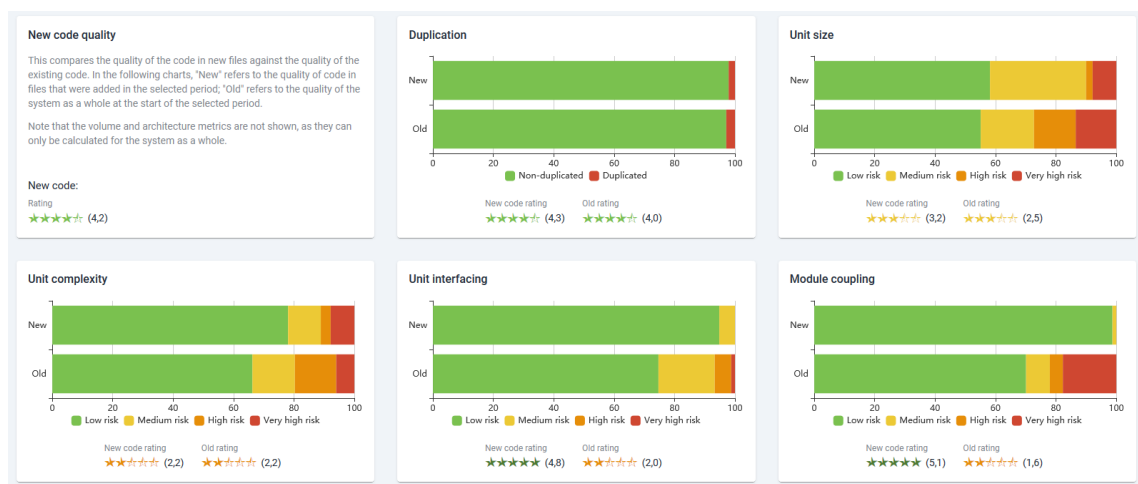 New code quality
This compares the quality of the code in new files against the quality of the
existing code. In the following charts, "New" refers to the quality of code in
files that were added in the selected period; "Old" refers to the quality of the
system as a whole at the start of the selected period.
Note that the volume and architecture metrics are not shown, as they can
only be calculated for the system as a whole.
New code:
Rating
(4,2)
Duplication
New
Old
0 20 40 60 80 100
Non-duplicated Duplicated
New code rating Old rating
(4,3) (4,0)
Unit size
New
Old
0 20 40 60 80 100
Low risk Medium risk High risk Very high risk
New code rating Old rating
(3,2) (2,5)
Unit complexity
New
Old
0 20 40 60 80 100
Low risk Medium risk High risk Very high risk
New code rating Old rating
(2,2) (2,2)
Unit interfacing
New
Old
0 20 40 60 80 100
Low risk Medium risk High risk Very high risk
New code rating Old rating
(4,8) (2,0)
Module coupling
New
Old
0 20 40 60 80 100
Low risk Medium risk High risk Very high risk
New code rating Old rating
(5,1) (1,6)